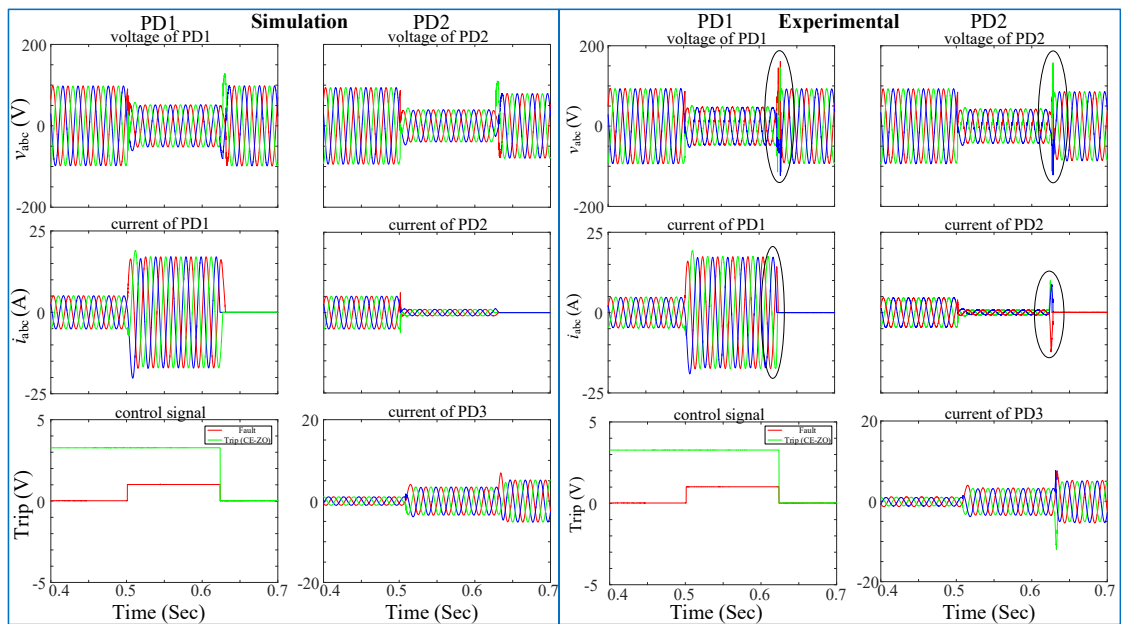 PD1 Simulation PD2
voltage of PD1 voltage of PD2
200
100
0
-100
-200
vabc (V)
current of PD1 current of PD2
25
0
-25
iabc (A)
control signal current of PD3
5
0
-5
Trip (V)
Fault
Trip (CE-ZO)
20
0
-20
0.4 0.5 0.6 0.7 0.4 0.5 0.6 0.7
Time (Sec) Time (Sec)
PD1 Experimental PD2
voltage of PD1 voltage of PD2
200
100
0
-100
-200
vabc (V)
current of PD1 current of PD2
25
0
-25
iabc (A)
control signal current of PD3
5
0
-5
Trip (V)
Fault
Trip (CE-ZO)
20
0
-20
0.4 0.5 0.6 0.7 0.4 0.5 0.6 0.7
Time (Sec) Time (Sec)